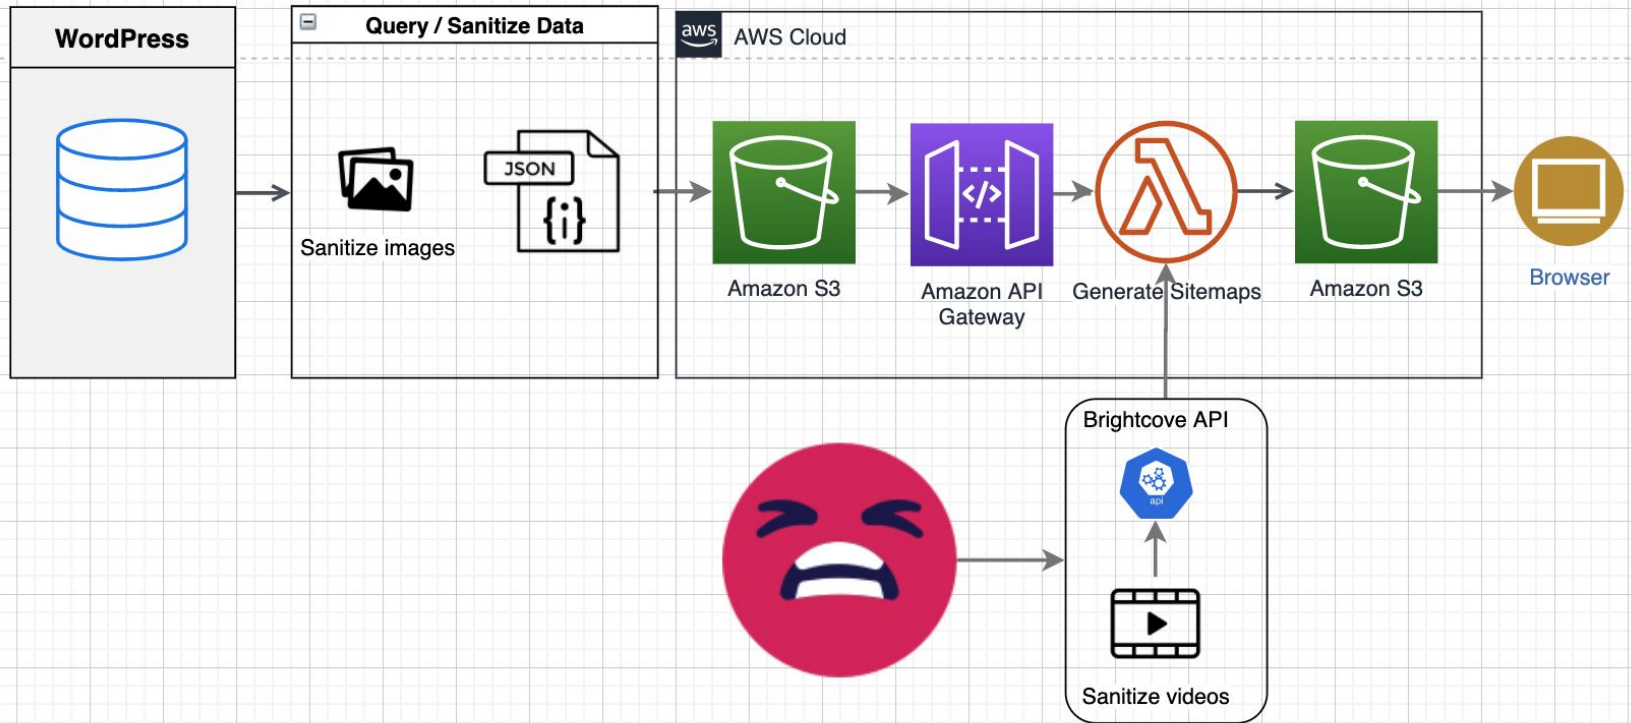 WordPress
Query / Sanitize Data
aws
AWS Cloud
JSON
{i}
Sanitize images
</>
Amazon S3
Amazon API
Gateway
Generate Sitemaps
Amazon S3
Browser
Brightcove API
api
Sanitize videos